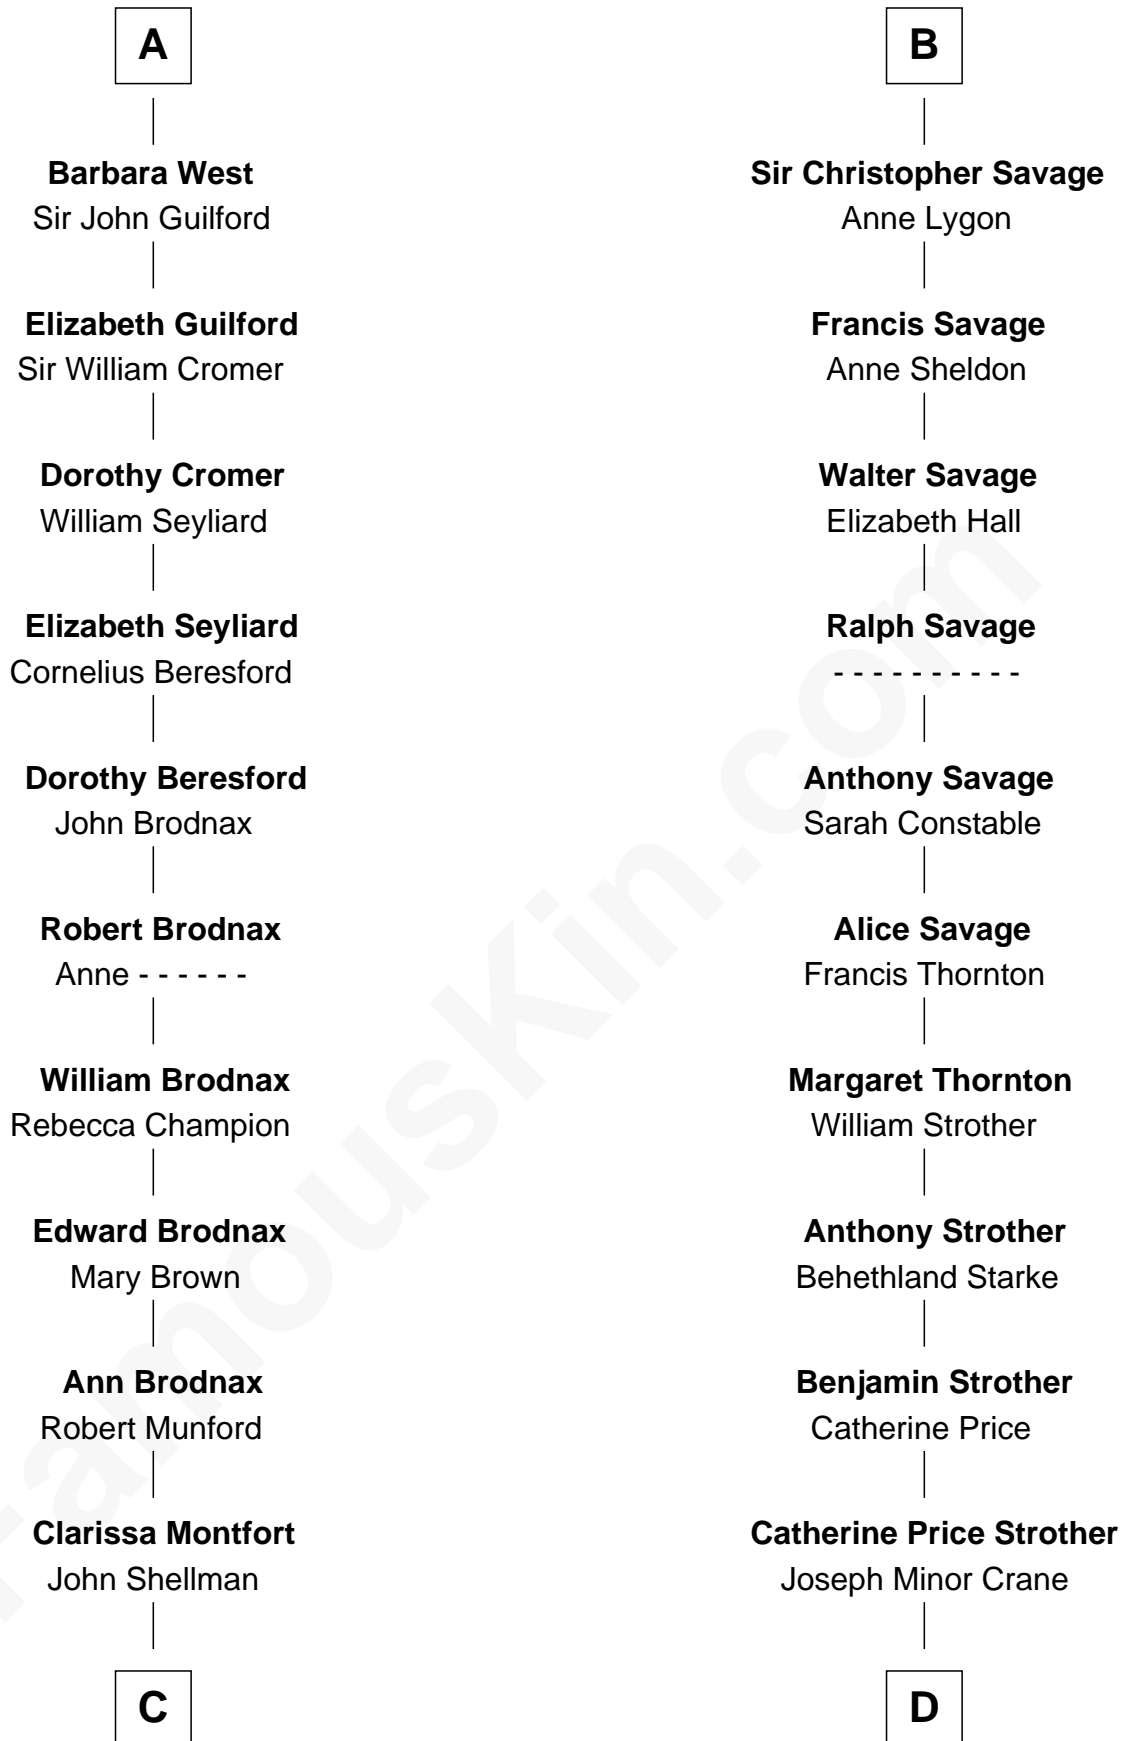 A
Barbara West
Sir John Guilford
Elizabeth Guilford
Sir William Cromer
Dorothy Cromer
William Seyliard
Elizabeth Seyliard
Cornelius Beresford
Dorothy Beresford
John Brodnax
Robert Brodnax
Anne - - - - - -
William Brodnax
Rebecca Champion
Edward Brodnax
Mary Brown
Ann Brodnax
Robert Munford
Clarissa Montfort
John Shellman
C
B
Sir Christopher Savage
Anne Lygon
Francis Savage
Anne Sheldon
Walter Savage
Elizabeth Hall
Ralph Savage
- - - - - - - - - -
Anthony Savage
Sarah Constable
Alice Savage
Francis Thornton
Margaret Thornton
William Strother
Anthony Strother
Behethland Starke
Benjamin Strother
Catherine Price
Catherine Price Strother
Joseph Minor Crane
D
FamousKin.com